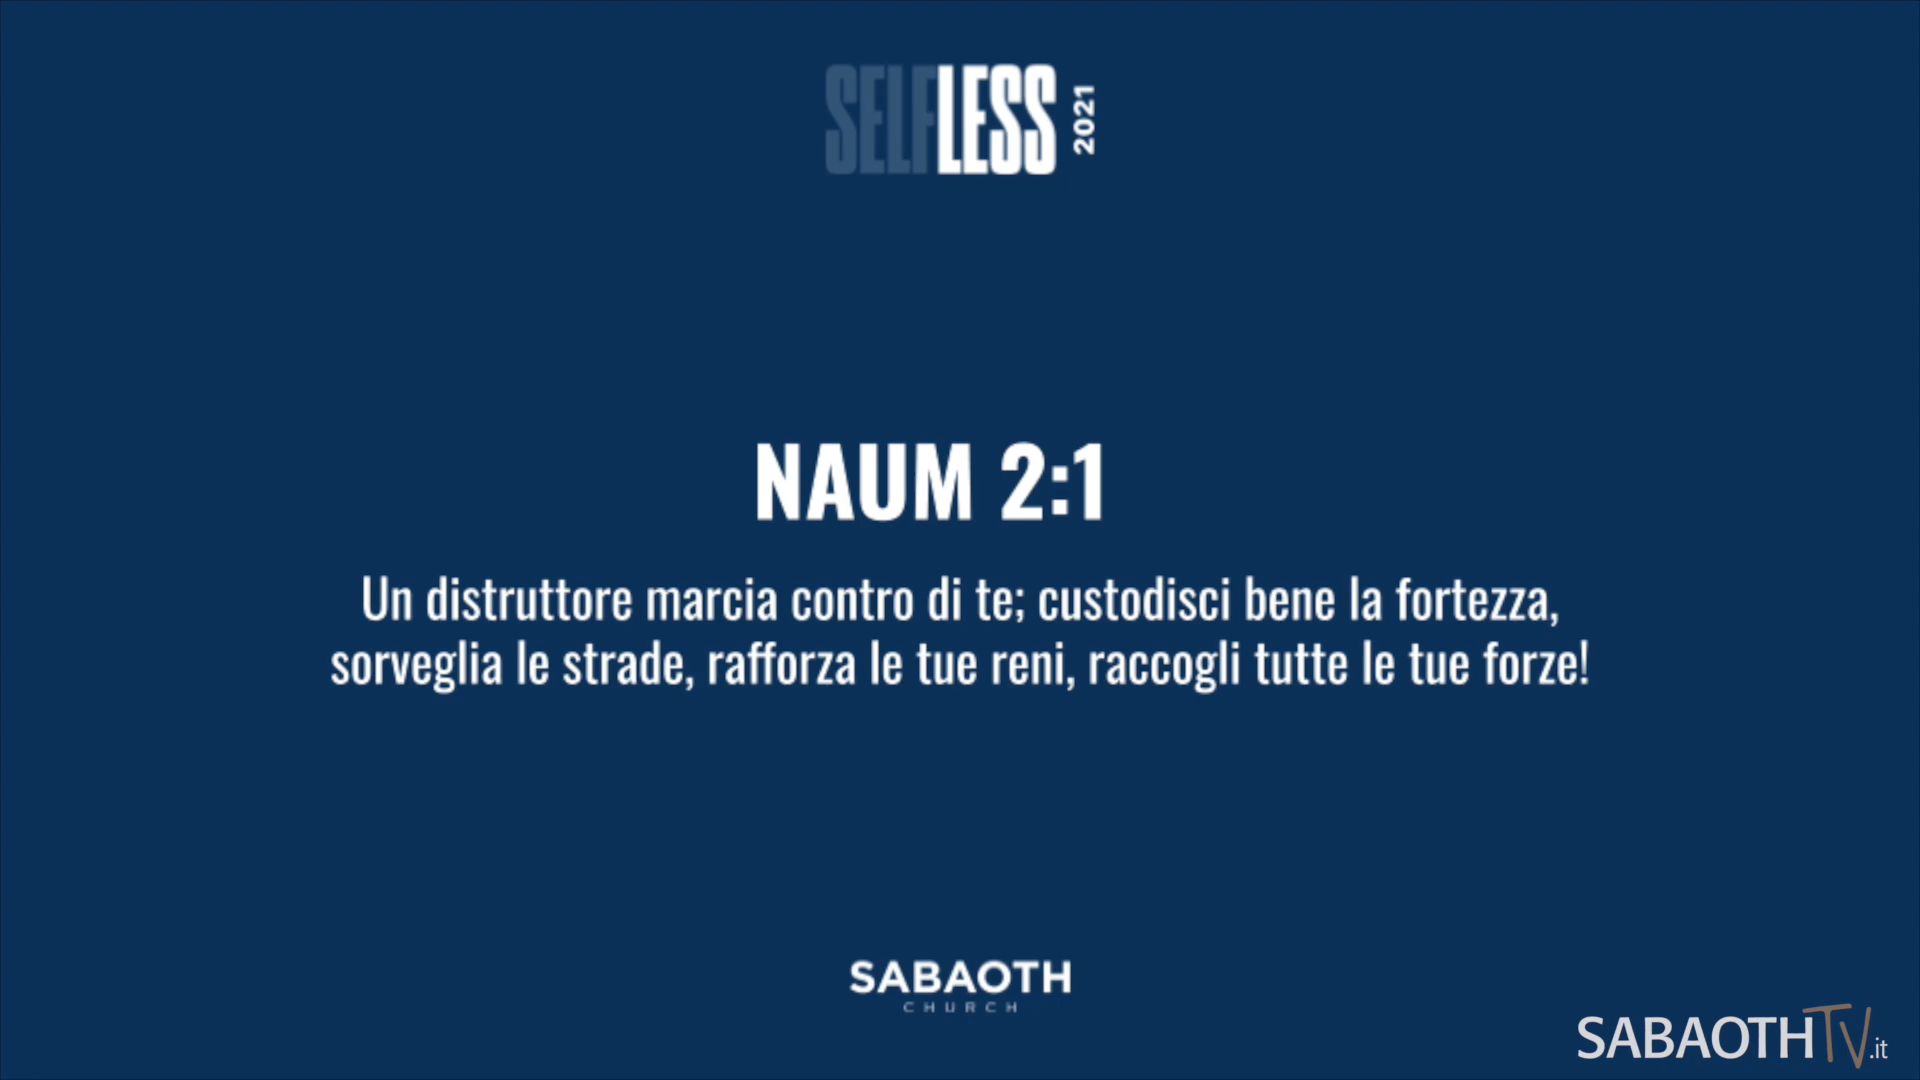 SELFLESS 2021
NAUM 2:1
Un distruttore marcia contro di te; custodisci bene la fortezza,
sorveglia le strade, rafforza le tue reni, raccogli tutte le tue forze!
SABAOTH
CHURCH
SABAOTHTV.it